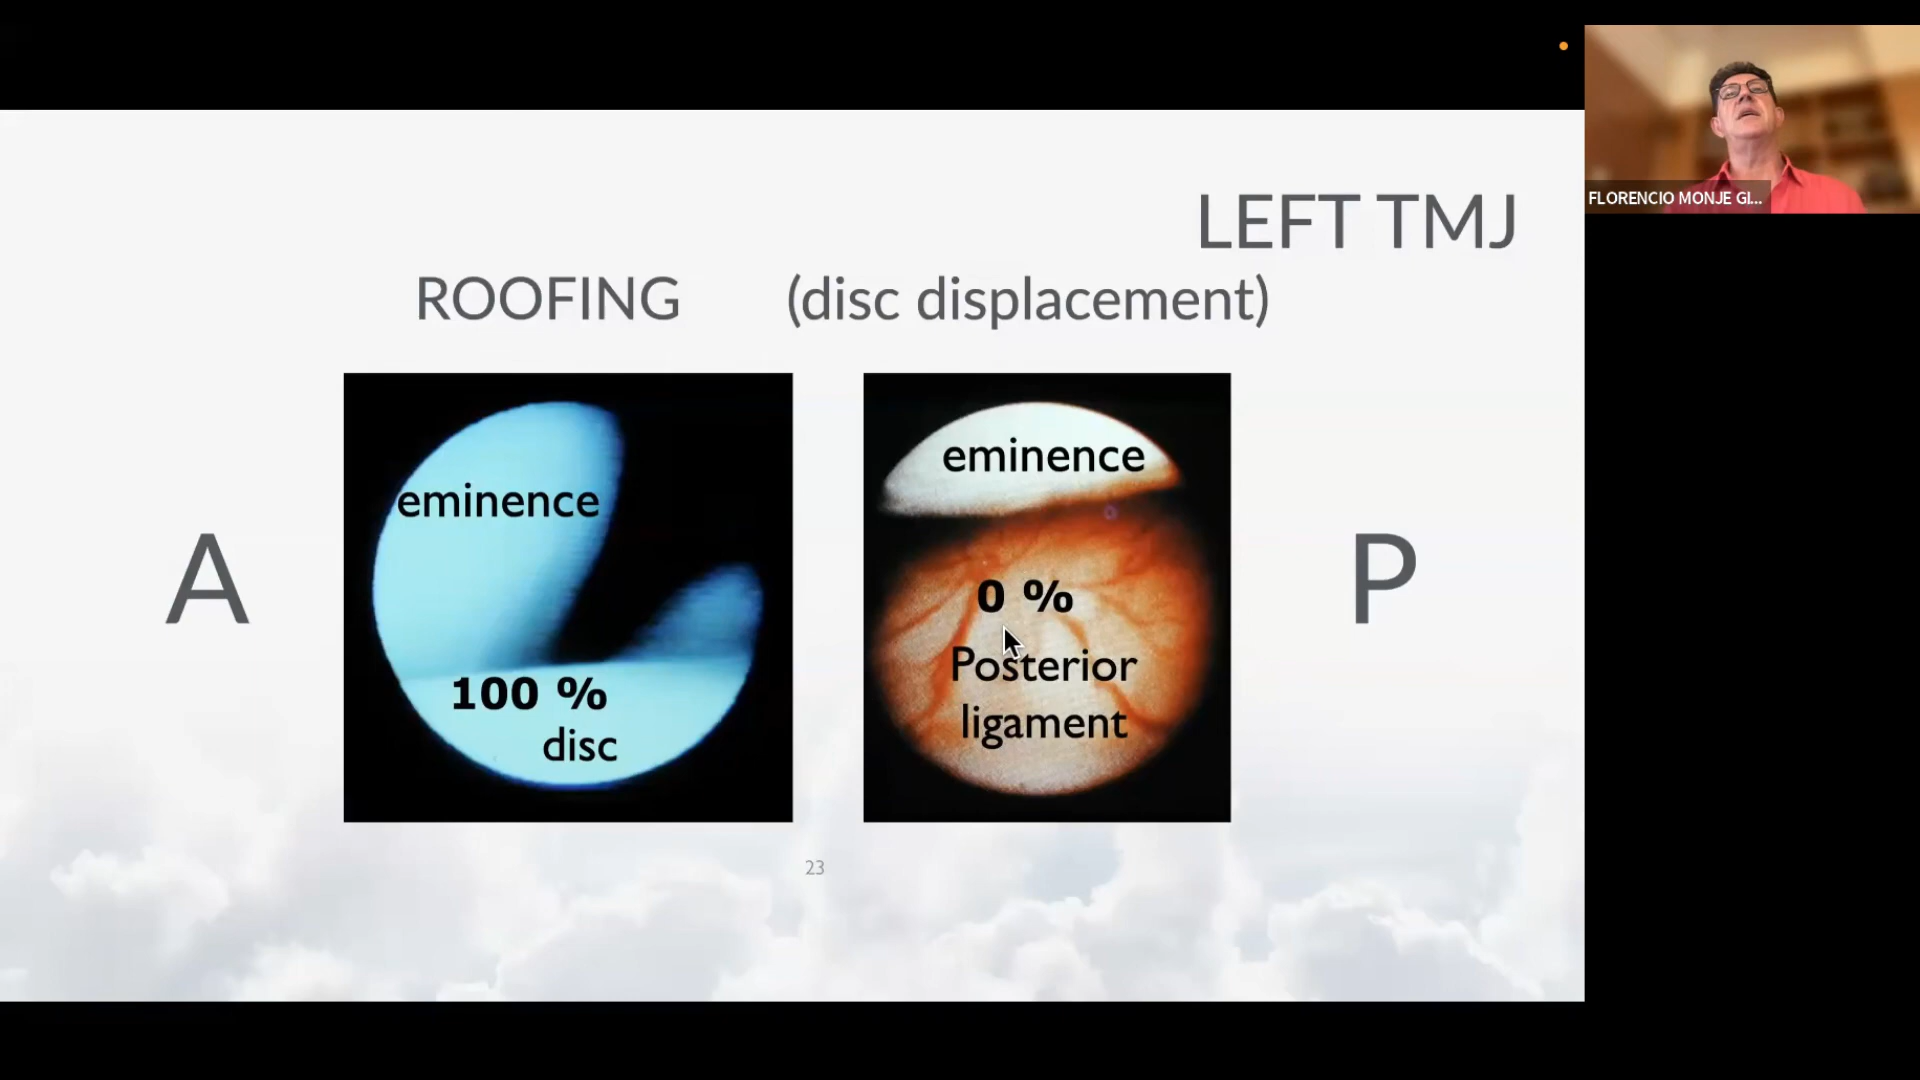 FLORENCIO MONJE GI...
LEFT TMJ
ROOFING (disc displacement)
A
eminence
100 %
disc
eminence
0 %
Posterior
ligament
P
23